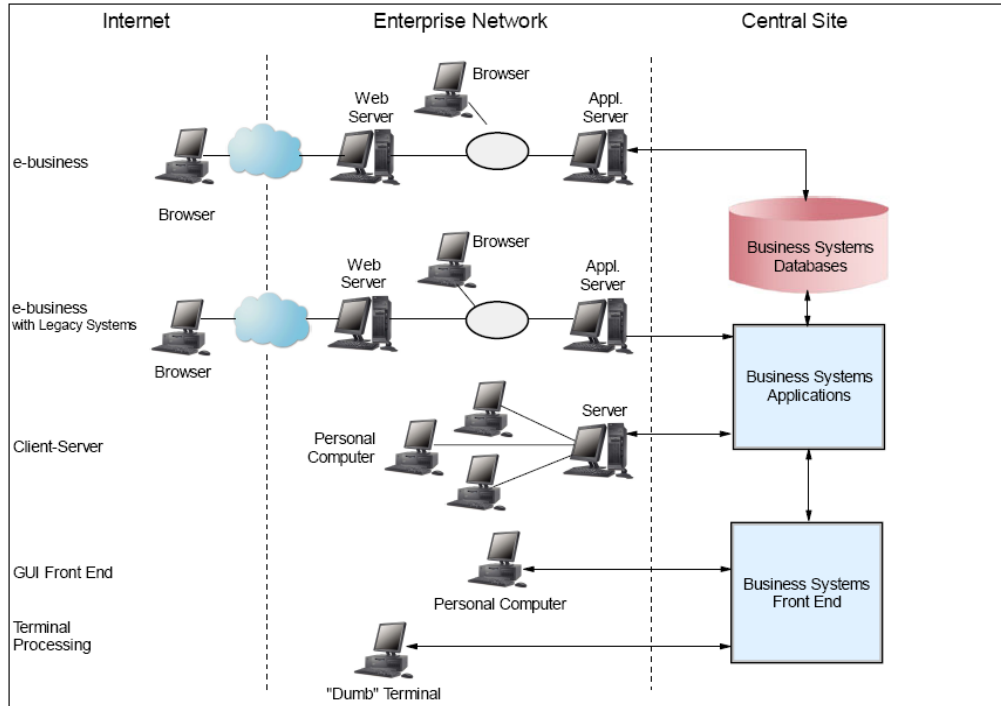 Internet
Enterprise Network
Central Site
Browser
Web
Server
Appl.
Server
e-business
Browser
Business Systems
Databases
Browser
Web
Server
Appl.
Server
e-business
with Legacy Systems
Browser
Business Systems
Applications
Server
Client-Server
Personal
Computer
GUI Front End
Personal Computer
Business Systems
Front End
Terminal
Processing
"Dumb" Terminal